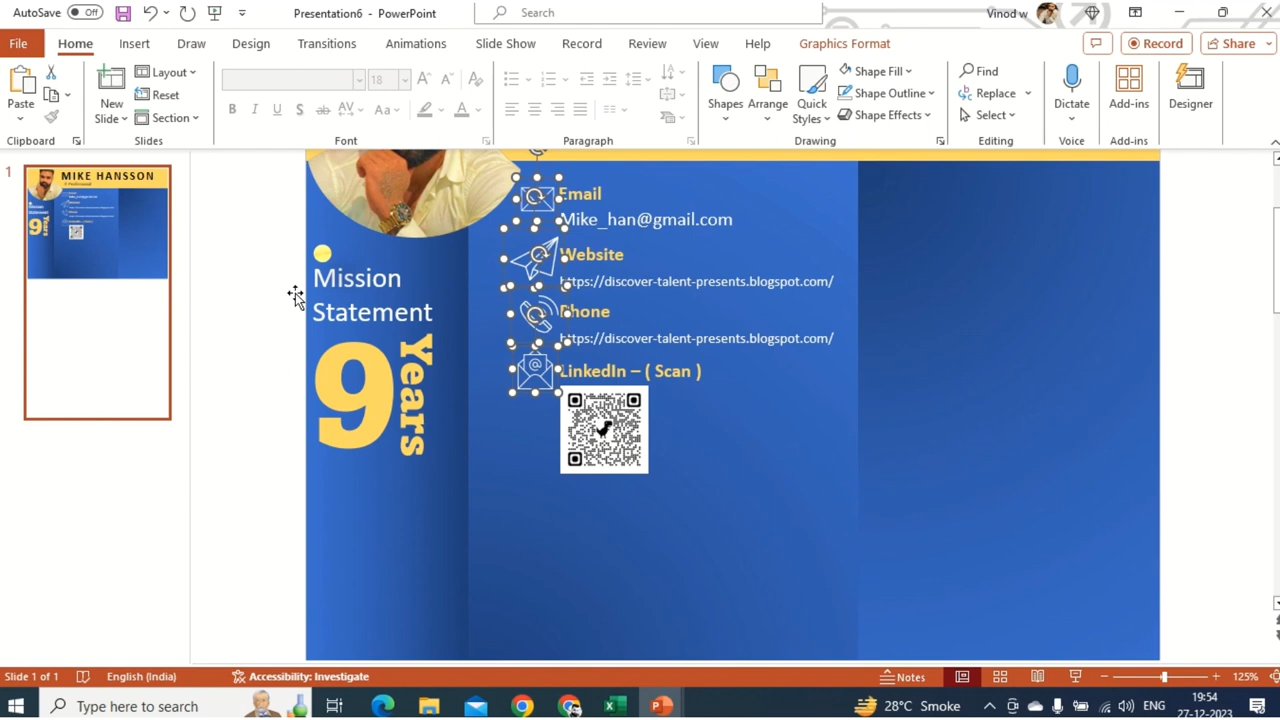 AutoSave Off Presentation6 - PowerPoint Search Vinod w
File Home Insert Draw Design Transitions Animations Slide Show Record Review View Help Graphics Format Record Share
Paste New Slide Layout Reset Section 18 Aa Shapes Arrange Quick Styles Shape Fill Shape Outline Shape Effects Find Replace Select Dictate Add-ins Designer
Clipboard Slides Font Paragraph Drawing Editing Voice Add-ins
1
MIKE HANSSON
Email
Mike_han@gmail.com
Website
https://discover-talent-presents.blogspot.com/
Phone
https://discover-talent-presents.blogspot.com/
LinkedIn – ( Scan )
Mission
Statement
9 Years
Slide 1 of 1 English (India) Accessibility: Investigate Notes 125%
Type here to search 28°C Smoke ENG 19:54
27-12-2023